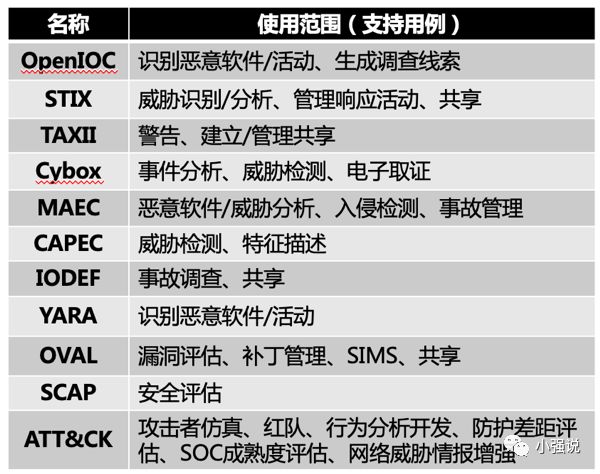 名称 使用范围（支持用例）
OpenIOC 识别恶意软件/活动、生成调查线索
STIX 威胁识别/分析、管理响应活动、共享
TAXII 警告、建立/管理共享
Cybox 事件分析、威胁检测、电子取证
MAEC 恶意软件/威胁分析、入侵检测、事故管理
CAPEC 威胁检测、特征描述
IODEF 事故调查、共享
YARA 识别恶意软件/活动
OVAL 漏洞评估、补丁管理、SIMS、共享
SCAP 安全评估
ATT&CK 攻击者仿真、红队、行为分析开发、防护差距评
估、SOC成熟度评估、网络威胁情报增强
小强说